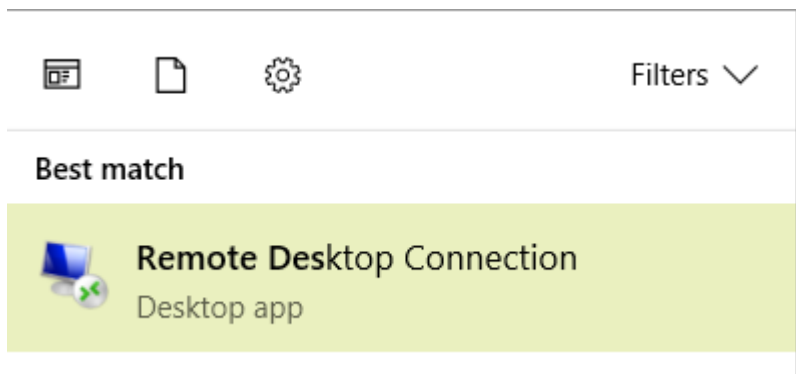 Filters
Best match
Remote Desktop Connection
Desktop app